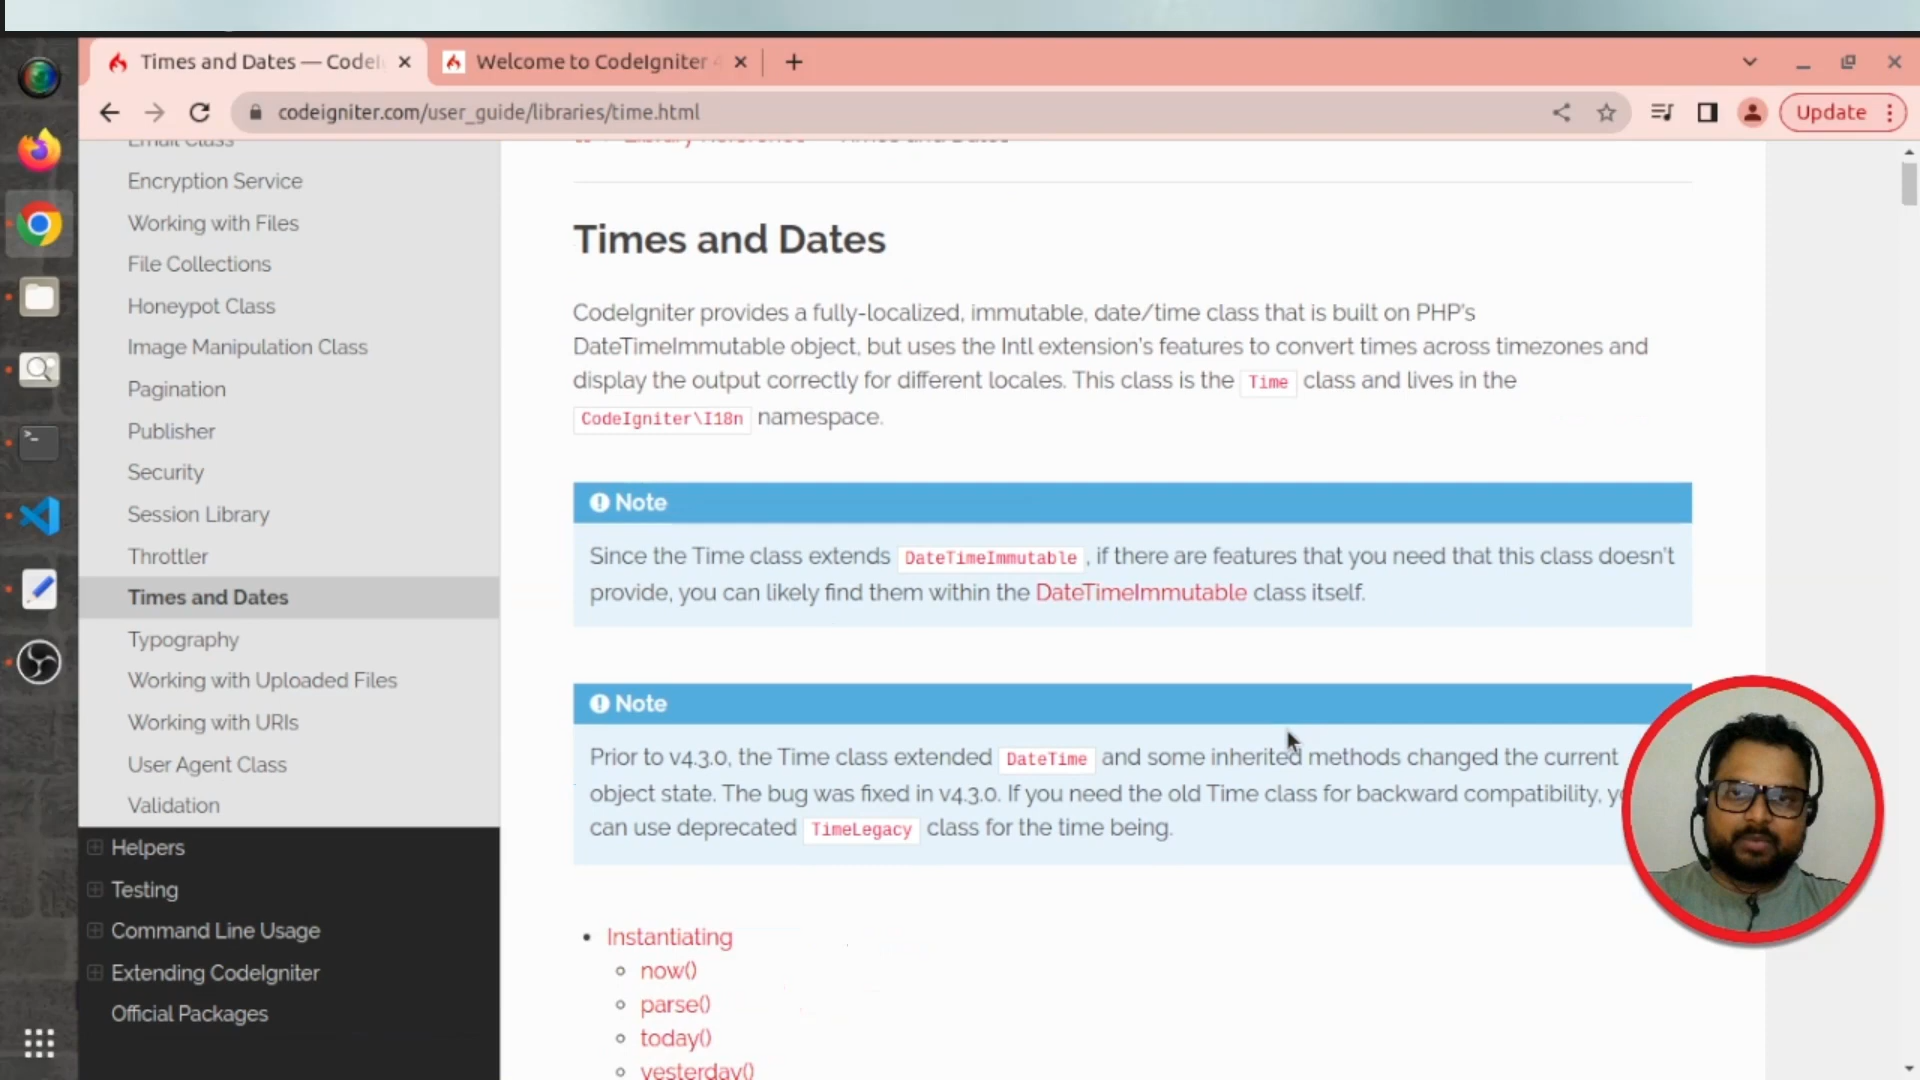 Times and Dates — CodeI
Welcome to CodeIgniter 4
codeigniter.com/user_guide/libraries/time.html
Update
Email Class
Encryption Service
Working with Files
File Collections
Honeypot Class
Image Manipulation Class
Pagination
Publisher
Security
Session Library
Throttler
Times and Dates
Typography
Working with Uploaded Files
Working with URIs
User Agent Class
Validation
Helpers
Testing
Command Line Usage
Extending CodeIgniter
Official Packages
Library Reference Times and Dates
Times and Dates
CodeIgniter provides a fully-localized, immutable, date/time class that is built on PHP's
DateTimeImmutable object, but uses the Intl extension's features to convert times across timezones and
display the output correctly for different locales. This class is the Time class and lives in the
CodeIgniter\I18n namespace.
Note
Since the Time class extends DateTimeImmutable, if there are features that you need that this class doesn't
provide, you can likely find them within the DateTimeImmutable class itself.
Note
Prior to v4.3.0, the Time class extended DateTime and some inherited methods changed the current
object state. The bug was fixed in v4.3.0. If you need the old Time class for backward compatibility, y
can use deprecated TimeLegacy class for the time being.
Instantiating
now()
parse()
today()
yesterday()